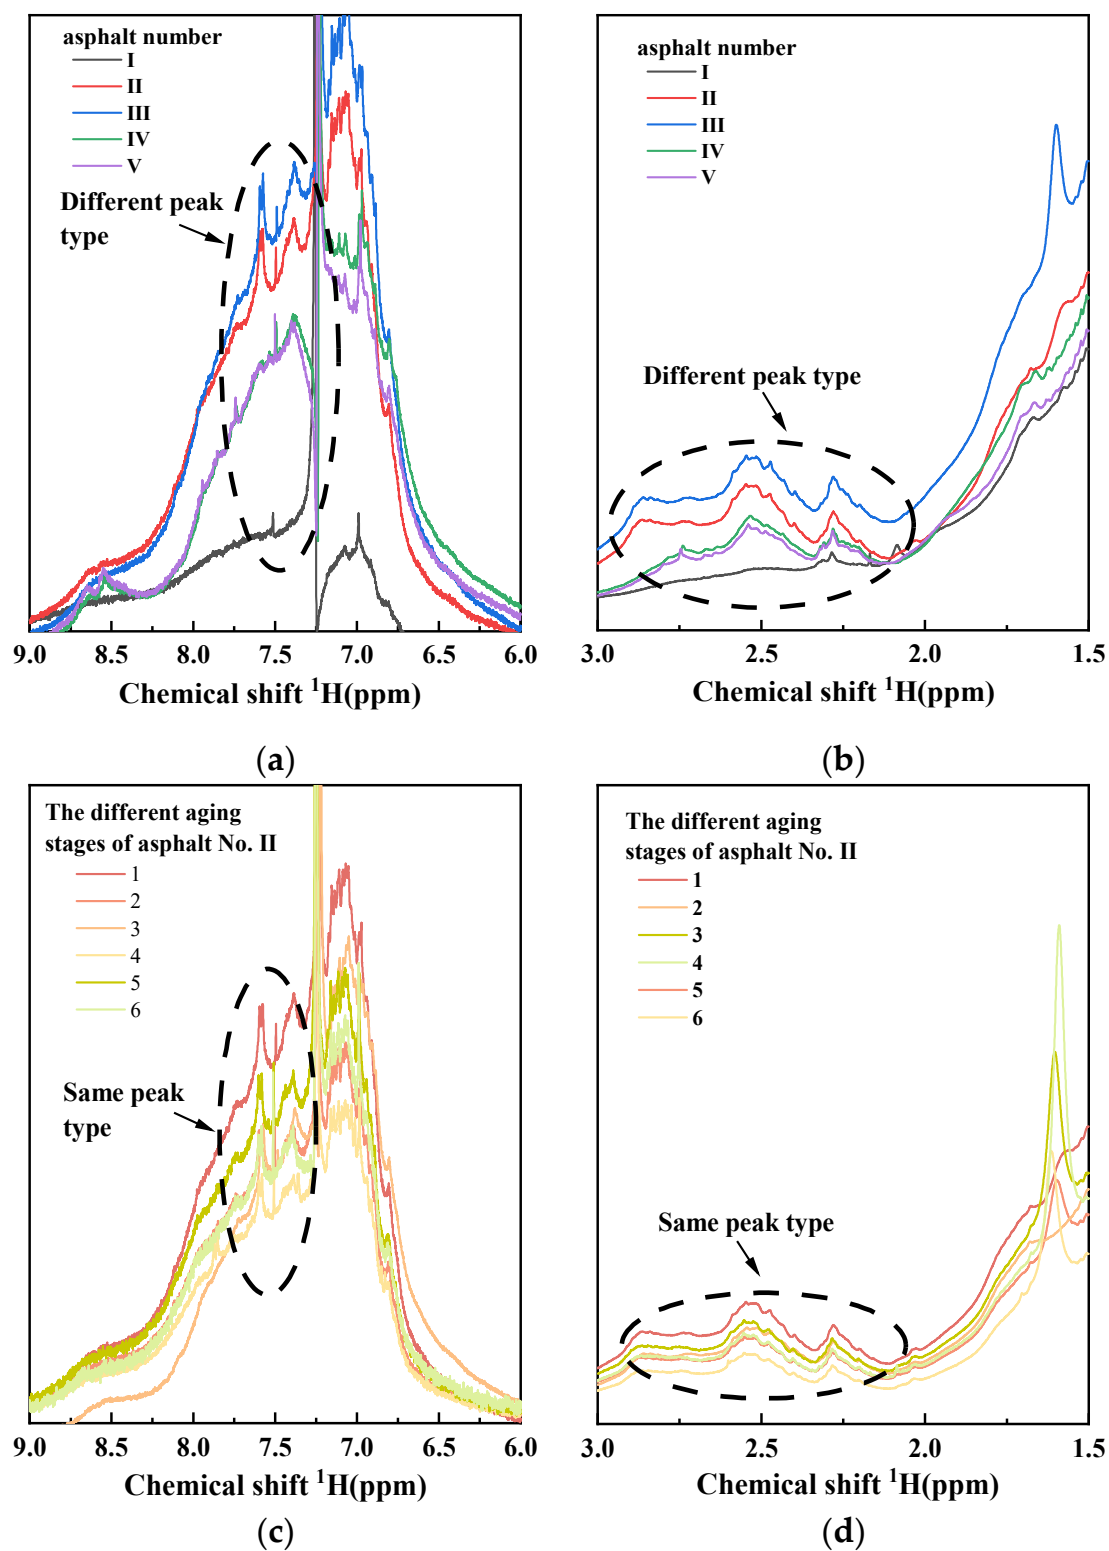 asphalt number
I
II
III
IV
V
Different peak
type
9.0 8.5 8.0 7.5 7.0 6.5 6.0
Chemical shift ¹H(ppm)
(a)
asphalt number
I
II
III
IV
V
Different peak type
3.0 2.5 2.0 1.5
Chemical shift ¹H(ppm)
(b)
The different aging
stages of asphalt No. II
1
2
3
4
5
6
Same peak
type
9.0 8.5 8.0 7.5 7.0 6.5 6.0
Chemical shift ¹H(ppm)
(c)
The different aging
stages of asphalt No. II
1
2
3
4
5
6
Same peak type
3.0 2.5 2.0 1.5
Chemical shift ¹H(ppm)
(d)